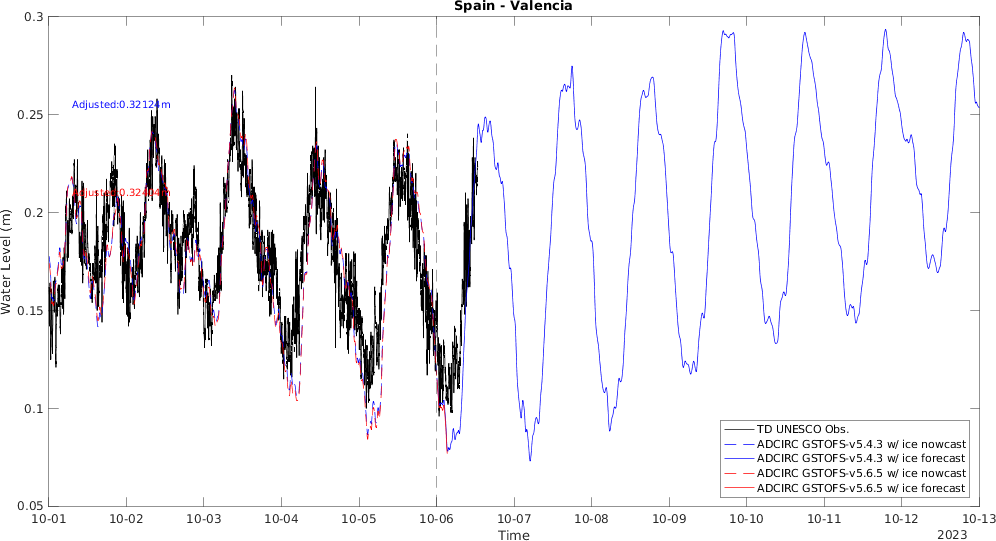 Spain - Valencia
0.3
0.25
0.2
0.15
0.1
0.05
Water Level (m)
Adjusted:0.32124m
10-01 10-02 10-03 10-04 10-05 10-06 10-07 10-08 10-09 10-10 10-11 10-12 10-13
Time
2023
TD UNESCO Obs.
ADCIRC GSTOFS-v5.4.3 w/ ice nowcast
ADCIRC GSTOFS-v5.4.3 w/ ice forecast
ADCIRC GSTOFS-v5.6.5 w/ ice nowcast
ADCIRC GSTOFS-v5.6.5 w/ ice forecast